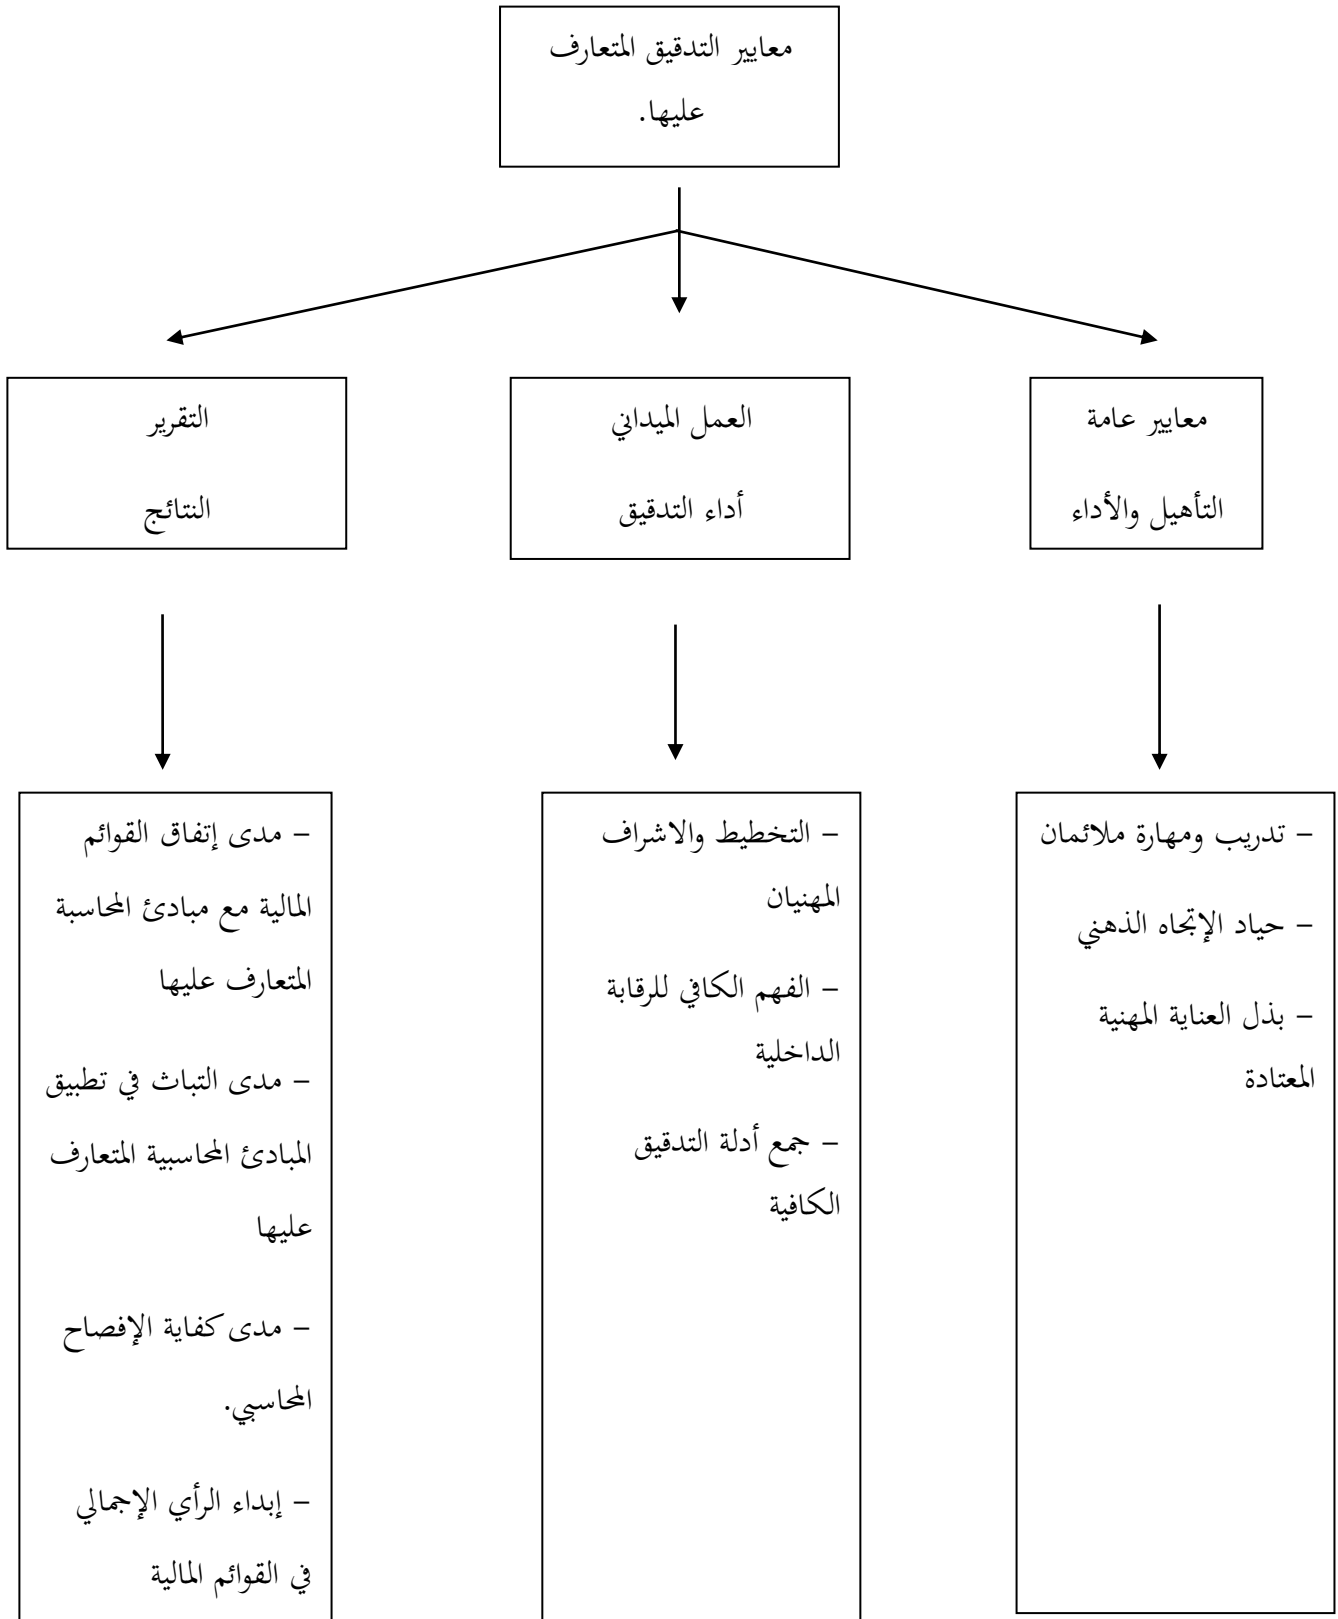 معايير التدقيق المتعارف
عليها.
معايير عامة
التأهيل والأداء
العمل الميداني
أداء التدقيق
التقرير
النتائج
– تدريب ومهارة ملائمان
– حياد الإتجاه الذهني
– بذل العناية المهنية
المعتادة
– التخطيط والاشراف
المهنيان
– الفهم الكافي للرقابة
الداخلية
– جمع أدلة التدقيق
الكافية
– مدى إتفاق القوائم
المالية مع مبادئ المحاسبة
المتعارف عليها
– مدى التباث في تطبيق
المبادئ المحاسبية المتعارف
عليها
– مدى كفاية الإفصاح
المحاسبي.
– إبداء الرأي الإجمالي
في القوائم المالية